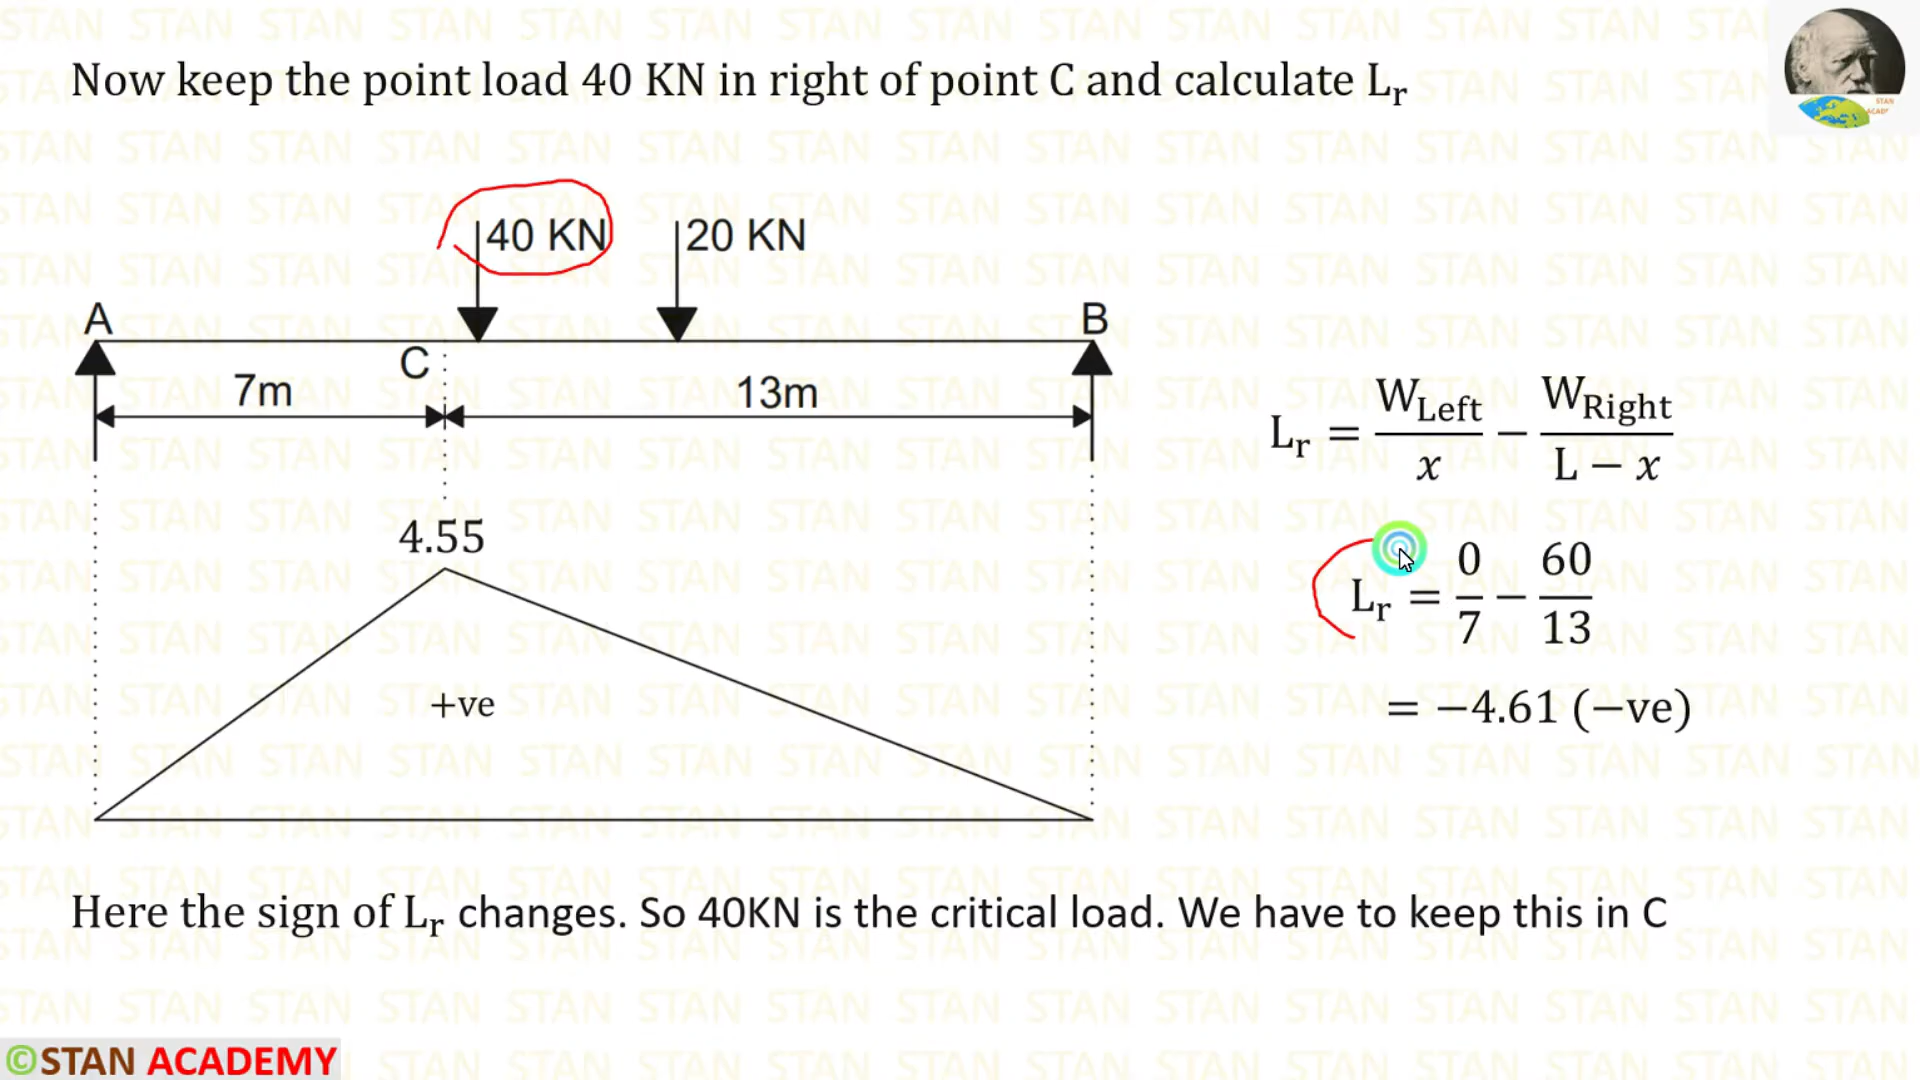 Now keep the point load 40 KN in right of point C and calculate Lr
STAN ACADEMY
40 KN
20 KN
A
B
C
7m
13m
Lr = WLeft/x − WRight/(L − x)
4.55
Lr = 0/7 − 60/13
+ve
= −4.61 (−ve)
Here the sign of Lr changes. So 40KN is the critical load. We have to keep this in C
©STAN ACADEMY